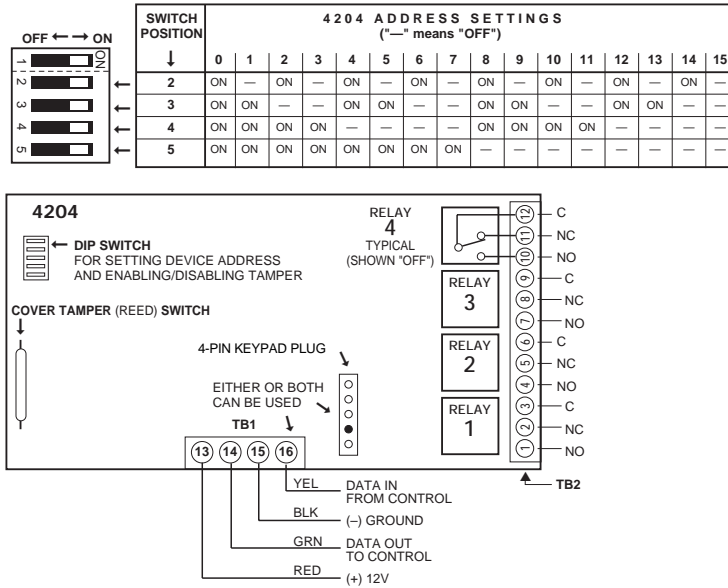 OFF ←→ ON
ON
1
2
3
4
5
SWITCH POSITION ↓
4204 ADDRESS SETTINGS
("—" means "OFF")
0 1 2 3 4 5 6 7 8 9 10 11 12 13 14 15
2 ON — ON — ON — ON — ON — ON — ON — ON —
3 ON ON — — ON ON — — ON ON — — ON ON — —
4 ON ON ON ON — — — — ON ON ON ON — — — —
5 ON ON ON ON ON ON ON ON — — — — — — — —
4204
DIP SWITCH
FOR SETTING DEVICE ADDRESS
AND ENABLING/DISABLING TAMPER
COVER TAMPER (REED) SWITCH
4-PIN KEYPAD PLUG
EITHER OR BOTH
CAN BE USED
TB1
13 14 15 16
RELAY
4
TYPICAL
(SHOWN "OFF")
RELAY
3
RELAY
2
RELAY
1
12 C
11 NC
10 NO
9 C
8 NC
7 NO
6 C
5 NC
4 NO
3 C
2 NC
1 NO
TB2
YEL DATA IN
FROM CONTROL
BLK (–) GROUND
GRN DATA OUT
TO CONTROL
RED (+) 12V